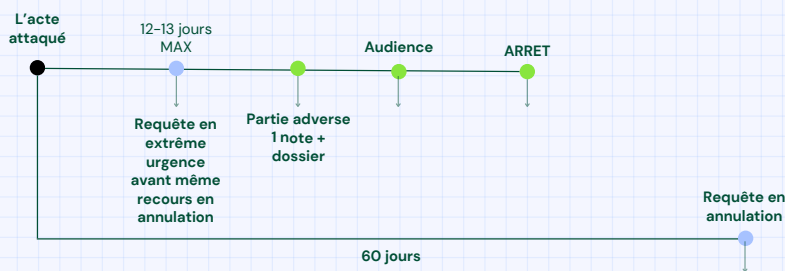 L'acte
attaqué
12-13 jours
MAX
Audience
ARRET
Requête en
extrême
urgence
avant même
recours en
annulation
Partie adverse
1 note +
dossier
Requête en
annulation
60 jours